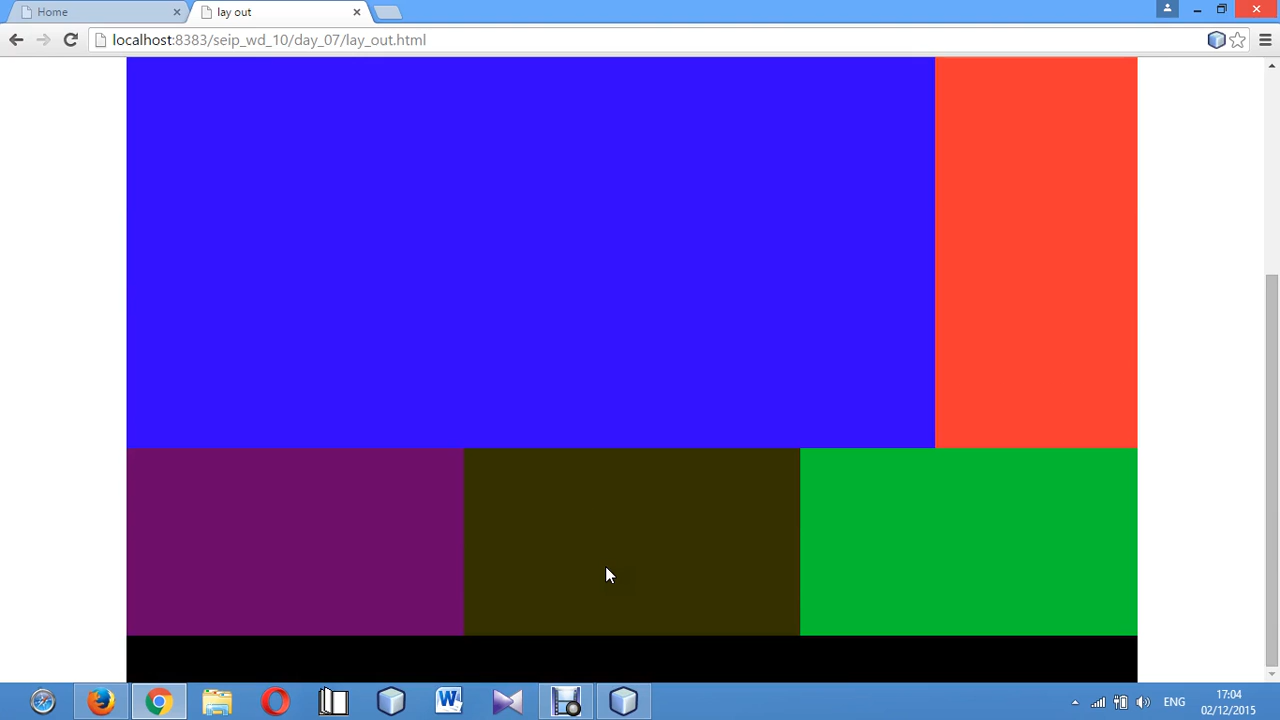 Home
lay out
localhost:8383/seip_wd_10/day_07/lay_out.html
ENG
17:04
02/12/2015